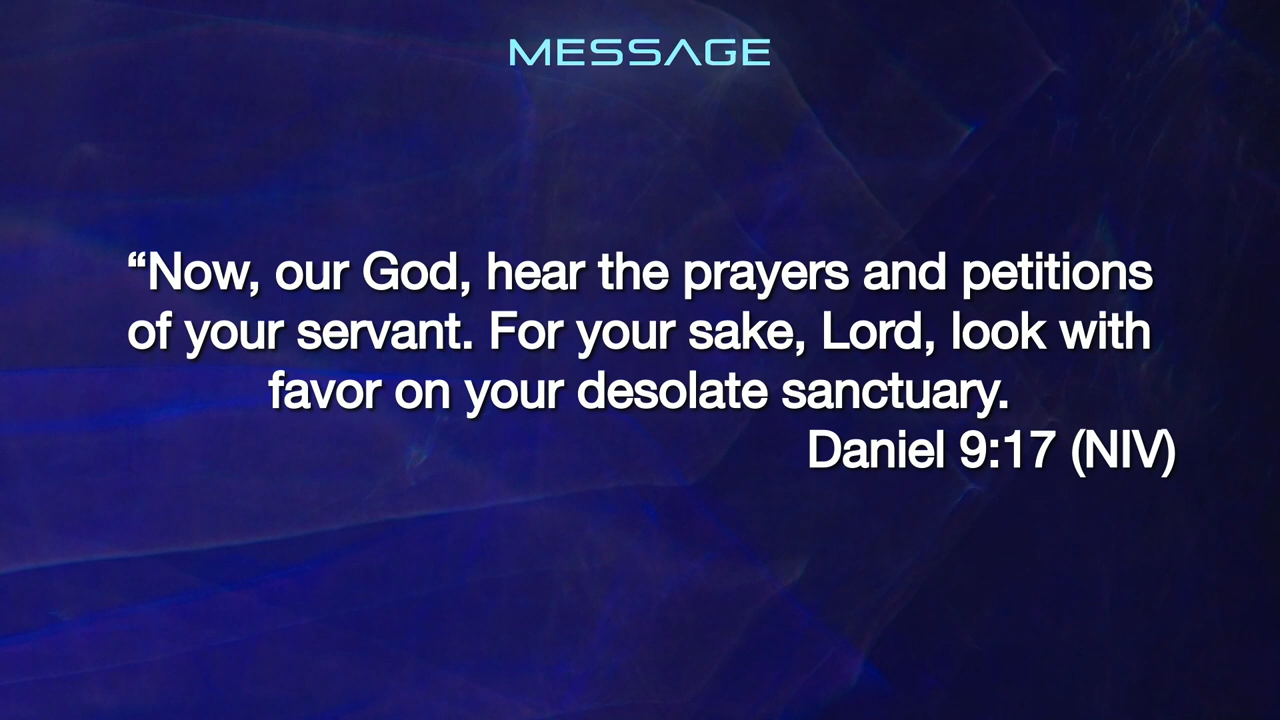 MESSAGE
“Now, our God, hear the prayers and petitions
of your servant. For your sake, Lord, look with
favor on your desolate sanctuary.
Daniel 9:17 (NIV)